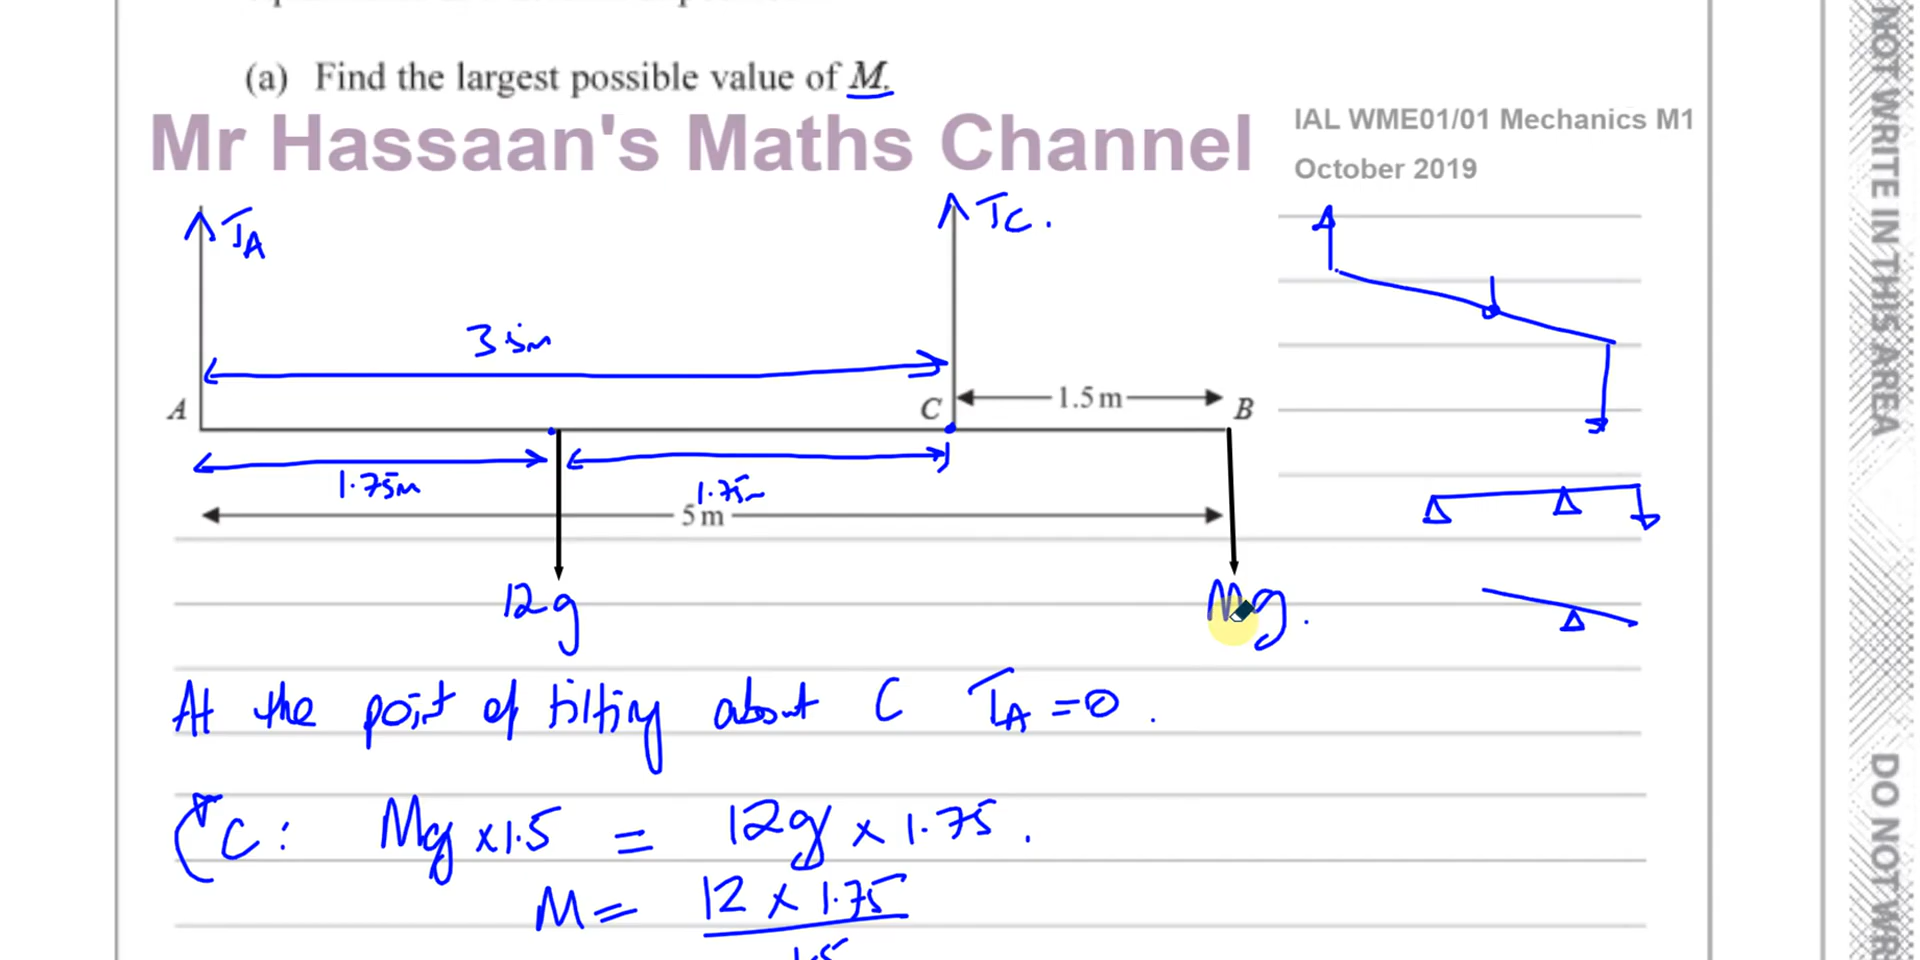 (a) Find the largest possible value of M.
Mr Hassaan's Maths Channel
IAL WME01/01 Mechanics M1
October 2019
TA
TC.
3.5m
A
C
1.5 m
B
1.75m
1.75m
5 m
12g
Mg.
At the point of tilting about C TA = 0.
C: Mg x 1.5 = 12g x 1.75.
M = 12 x 1.75
1.5
NOT WRITE IN THIS AREA
DO NOT WR